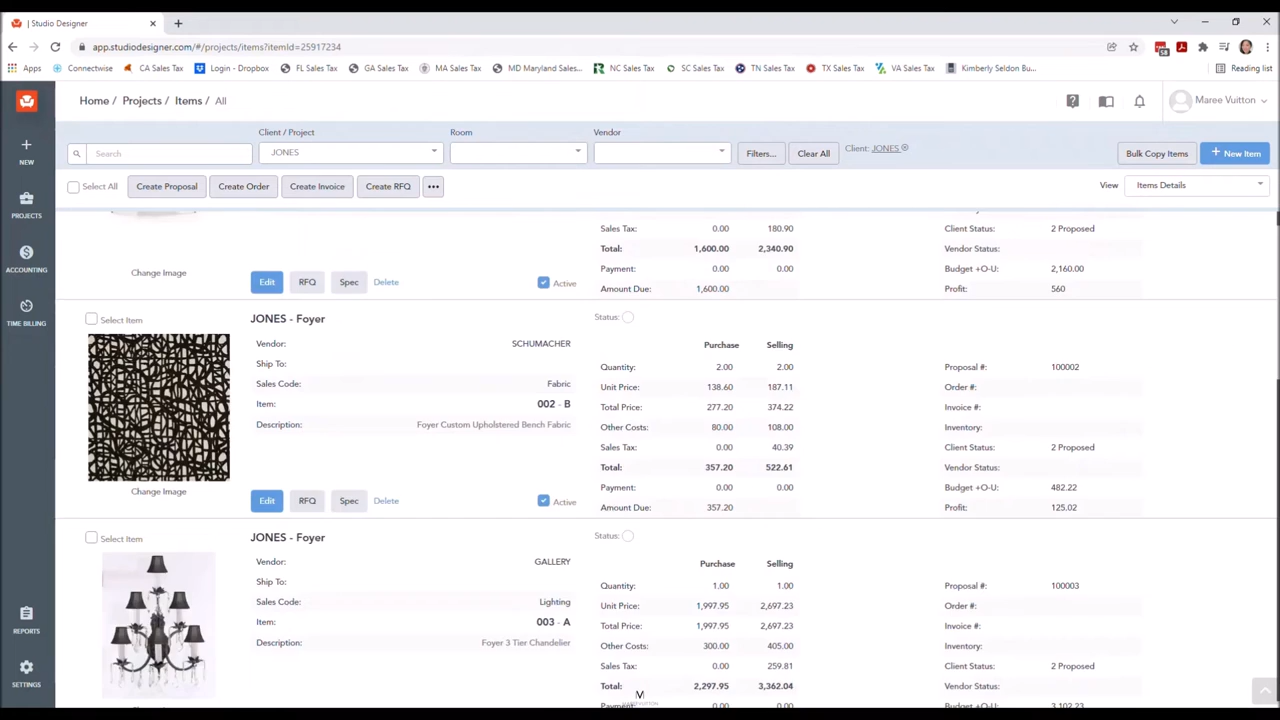 | Studio Designer
app.studiodesigner.com/#/projects/items?itemId=25917234
58
Apps Connectwise CA Sales Tax Login - Dropbox FL Sales Tax GA Sales Tax MA Sales Tax MD Maryland Sales... NC Sales Tax SC Sales Tax TN Sales Tax TX Sales Tax VA Sales Tax Kimberly Seldon Bu... Reading list
Home / Projects / Items / All
Maree Vuitton
NEW
PROJECTS
ACCOUNTING
TIME BILLING
REPORTS
SETTINGS
Client / Project Room Vendor
Search JONES Filters... Clear All Client: JONES Bulk Copy Items + New Item
Select All Create Proposal Create Order Create Invoice Create RFQ ••• View Items Details
Sales Tax: 0.00 180.90 Client Status: 2 Proposed
Total: 1,600.00 2,340.90 Vendor Status:
Change Image Payment: 0.00 0.00 Budget +O-U: 2,160.00
Edit RFQ Spec Delete Active Amount Due: 1,600.00 Profit: 560
Select Item JONES - Foyer Status:
Vendor: SCHUMACHER Purchase Selling
Ship To: Quantity: 2.00 2.00 Proposal #: 100002
Sales Code: Fabric Unit Price: 138.60 187.11 Order #:
Item: 002 - B Total Price: 277.20 374.22 Invoice #:
Description: Foyer Custom Upholstered Bench Fabric Other Costs: 80.00 108.00 Inventory:
Sales Tax: 0.00 40.39 Client Status: 2 Proposed
Total: 357.20 522.61 Vendor Status:
Change Image Payment: 0.00 0.00 Budget +O-U: 482.22
Edit RFQ Spec Delete Active Amount Due: 357.20 Profit: 125.02
Select Item JONES - Foyer Status:
Vendor: GALLERY Purchase Selling
Ship To: Quantity: 1.00 1.00 Proposal #: 100003
Sales Code: Lighting Unit Price: 1,997.95 2,697.23 Order #:
Item: 003 - A Total Price: 1,997.95 2,697.23 Invoice #:
Description: Foyer 3 Tier Chandelier Other Costs: 300.00 405.00 Inventory:
Sales Tax: 0.00 259.81 Client Status: 2 Proposed
Total: 2,297.95 3,362.04 Vendor Status:
Payment: 0.00 0.00 3,102.23